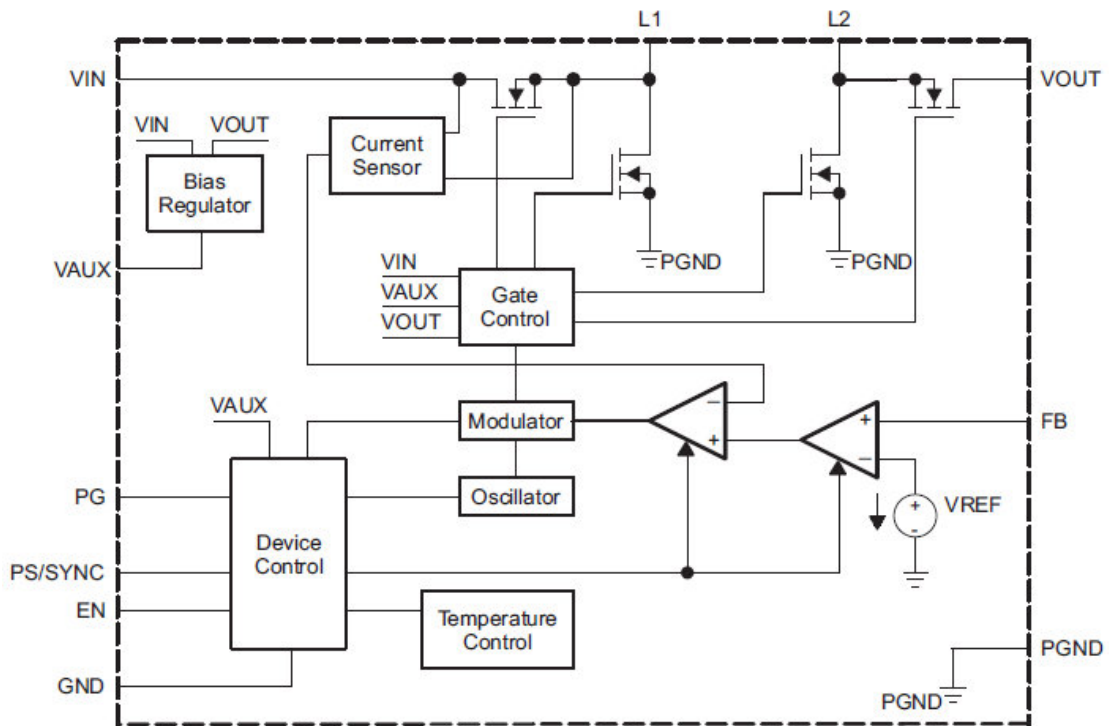 L1
L2
VIN
VOUT
VIN
VOUT
Current
Sensor
Bias
Regulator
VAUX
PGND
PGND
VIN
VAUX
VOUT
Gate
Control
VAUX
Modulator
−
+
+
−
FB
PG
Oscillator
+
-
VREF
Device
Control
PS/SYNC
EN
Temperature
Control
PGND
GND
PGND